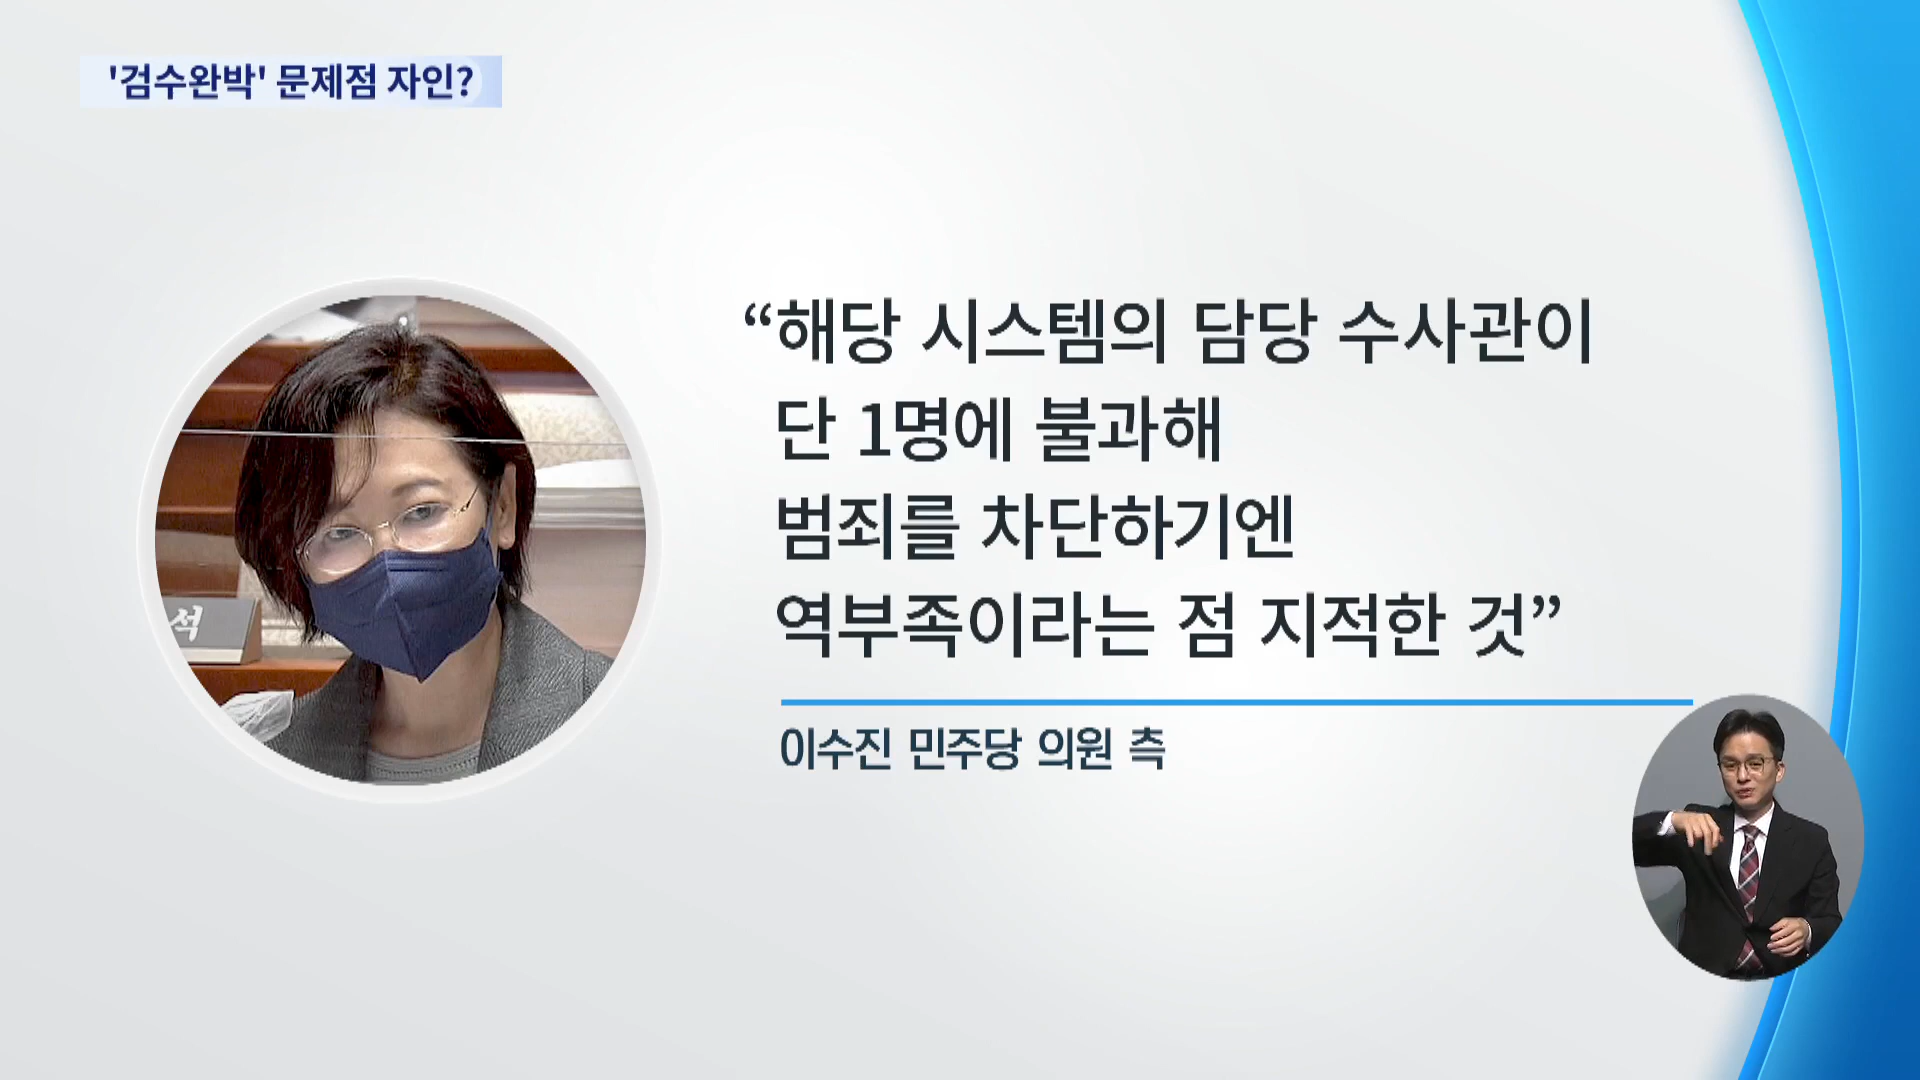 '검수완박' 문제점 자인?
“해당 시스템의 담당 수사관이
단 1명에 불과해
범죄를 차단하기엔
역부족이라는 점 지적한 것”
이수진 민주당 의원 측
석